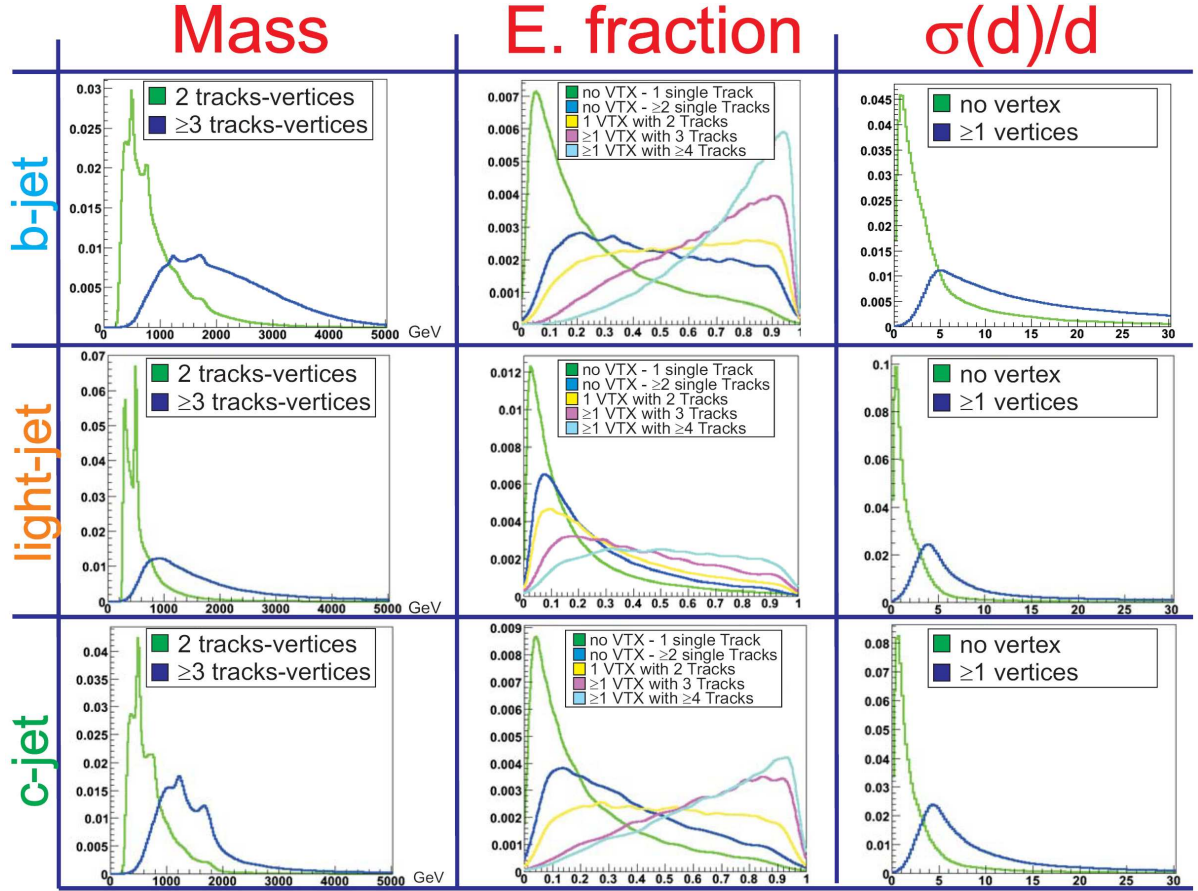 Mass
E. fraction
σ(d)/d
b-jet
0.03
0.025
0.02
0.015
0.01
0.005
0
2 tracks-vertices
≥3 tracks-vertices
0 1000 2000 3000 4000 5000 GeV
0.007
0.006
0.005
0.004
0.003
0.002
0.001
0
no VTX - 1 single Track
no VTX - ≥2 single Tracks
1 VTX with 2 Tracks
≥1 VTX with 3 Tracks
≥1 VTX with ≥4 Tracks
0 0.1 0.2 0.3 0.4 0.5 0.6 0.7 0.8 0.9 1
0.045
0.04
0.035
0.03
0.025
0.02
0.015
0.01
0.005
0
no vertex
≥1 vertices
0 5 10 15 20 25 30
light-jet
0.07
0.06
0.05
0.04
0.03
0.02
0.01
0
2 tracks-vertices
≥3 tracks-vertices
0 1000 2000 3000 4000 5000 GeV
0.012
0.01
0.008
0.006
0.004
0.002
0
no VTX - 1 single Track
no VTX - ≥2 single Tracks
1 VTX with 2 Tracks
≥1 VTX with 3 Tracks
≥1 VTX with ≥4 Tracks
0 0.1 0.2 0.3 0.4 0.5 0.6 0.7 0.8 0.9 1
0.1
0.08
0.06
0.04
0.02
0
no vertex
≥1 vertices
0 5 10 15 20 25 30
c-jet
0.04
0.035
0.03
0.025
0.02
0.015
0.01
0.005
0
2 tracks-vertices
≥3 tracks-vertices
0 1000 2000 3000 4000 5000 GeV
0.009
0.008
0.007
0.006
0.005
0.004
0.003
0.002
0.001
0
no VTX - 1 single Track
no VTX - ≥2 single Tracks
1 VTX with 2 Tracks
≥1 VTX with 3 Tracks
≥1 VTX with ≥4 Tracks
0 0.1 0.2 0.3 0.4 0.5 0.6 0.7 0.8 0.9 1
0.08
0.07
0.06
0.05
0.04
0.03
0.02
0.01
0
no vertex
≥1 vertices
0 5 10 15 20 25 30